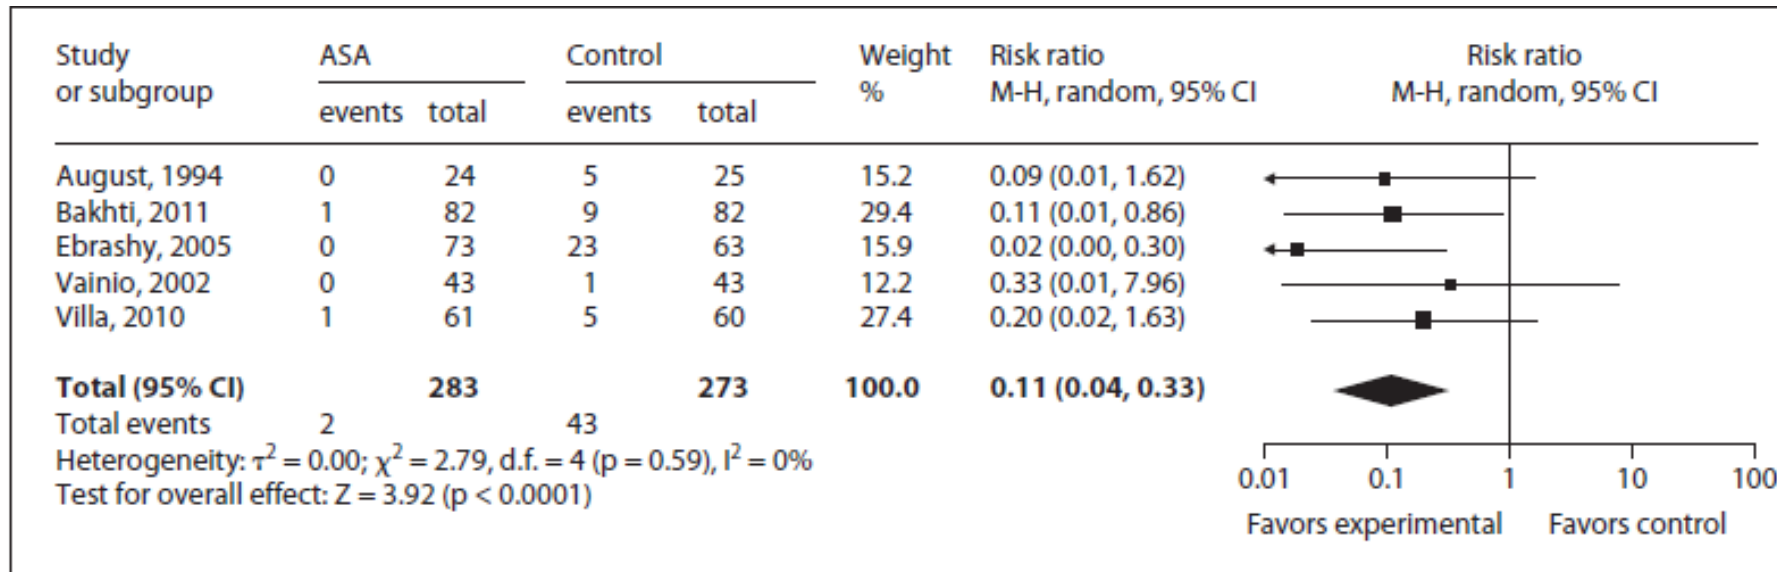 Study ASA Control Weight Risk ratio Risk ratio
or subgroup % M-H, random, 95% CI M-H, random, 95% CI
events total events total
August, 1994 0 24 5 25 15.2 0.09 (0.01, 1.62)
Bakhti, 2011 1 82 9 82 29.4 0.11 (0.01, 0.86)
Ebrashy, 2005 0 73 23 63 15.9 0.02 (0.00, 0.30)
Vainio, 2002 0 43 1 43 12.2 0.33 (0.01, 7.96)
Villa, 2010 1 61 5 60 27.4 0.20 (0.02, 1.63)
Total (95% CI) 283 273 100.0 0.11 (0.04, 0.33)
Total events 2 43
Heterogeneity: τ² = 0.00; χ² = 2.79, d.f. = 4 (p = 0.59), I² = 0%
Test for overall effect: Z = 3.92 (p < 0.0001)
0.01 0.1 1 10 100
Favors experimental Favors control